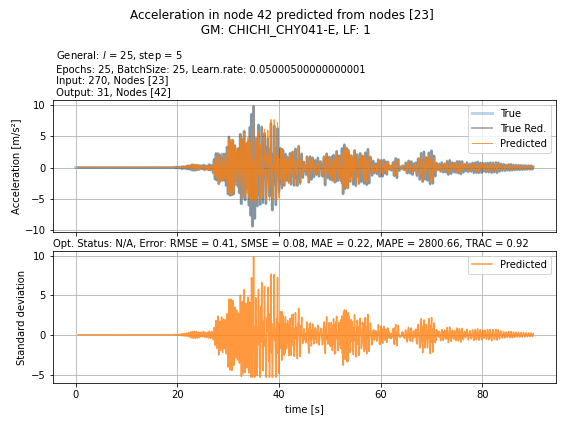 Acceleration in node 42 predicted from nodes [23]
GM: CHICHI_CHY041-E, LF: 1
General: l = 25, step = 5
Epochs: 25, BatchSize: 25, Learn.rate: 0.05000500000000001
Input: 270, Nodes [23]
Output: 31, Nodes [42]
Acceleration [m/s²]
10
5
0
−5
−10
True
True Red.
Predicted
Opt. Status: N/A, Error: RMSE = 0.41, SMSE = 0.08, MAE = 0.22, MAPE = 2800.66, TRAC = 0.92
Standard deviation
10
5
0
−5
Predicted
0 20 40 60 80
time [s]